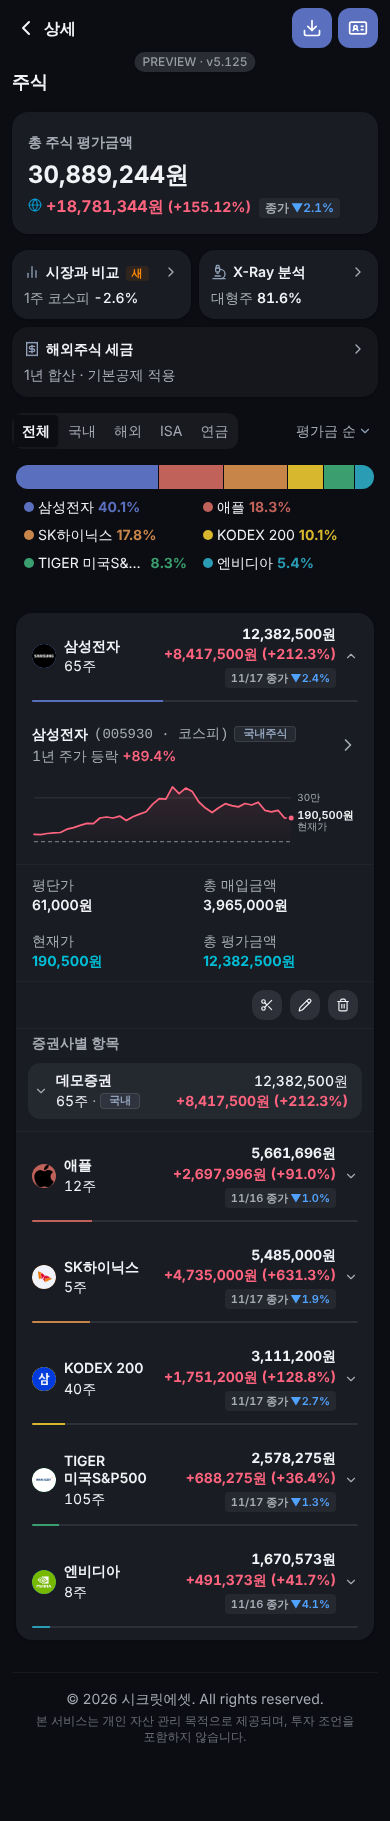 상세
PREVIEW · v5.125
주식
총 주식 평가금액
30,889,244원
+18,781,344원 (+155.12%) 종가 ▼2.1%
시장과 비교 새
1주 코스피 -2.6%
X-Ray 분석
대형주 81.6%
해외주식 세금
1년 합산 · 기본공제 적용
전체 국내 해외 ISA 연금 평가금 순
삼성전자 40.1% 애플 18.3%
SK하이닉스 17.8% KODEX 200 10.1%
TIGER 미국S&... 8.3% 엔비디아 5.4%
SAMSUNG
삼성전자
65주
12,382,500원
+8,417,500원 (+212.3%)
11/17 종가 ▼2.4%
삼성전자 (005930 · 코스피) 국내주식
1년 주가 등락 +89.4%
30만
190,500원
현재가
평단가 총 매입금액
61,000원 3,965,000원
현재가 총 평가금액
190,500원 12,382,500원
증권사별 항목
데모증권
65주 · 국내
12,382,500원
+8,417,500원 (+212.3%)
애플
12주
5,661,696원
+2,697,996원 (+91.0%)
11/16 종가 ▼1.0%
SK하이닉스
5주
5,485,000원
+4,735,000원 (+631.3%)
11/17 종가 ▼1.9%
삼
KODEX 200
40주
3,111,200원
+1,751,200원 (+128.8%)
11/17 종가 ▼2.7%
TIGER
미국S&P500
105주
2,578,275원
+688,275원 (+36.4%)
11/17 종가 ▼1.3%
엔비디아
8주
1,670,573원
+491,373원 (+41.7%)
11/16 종가 ▼4.1%
© 2026 시크릿에셋. All rights reserved.
본 서비스는 개인 자산 관리 목적으로 제공되며, 투자 조언을
포함하지 않습니다.